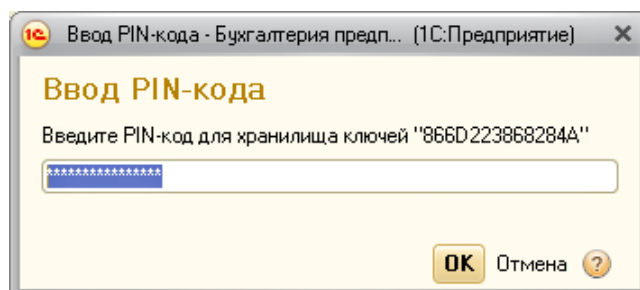 1С Ввод PIN-кода - Бухгалтерия предп... (1С:Предприятие)
Ввод PIN-кода
Введите PIN-код для хранилища ключей "866D223868284A"
****************
OK Отмена ?